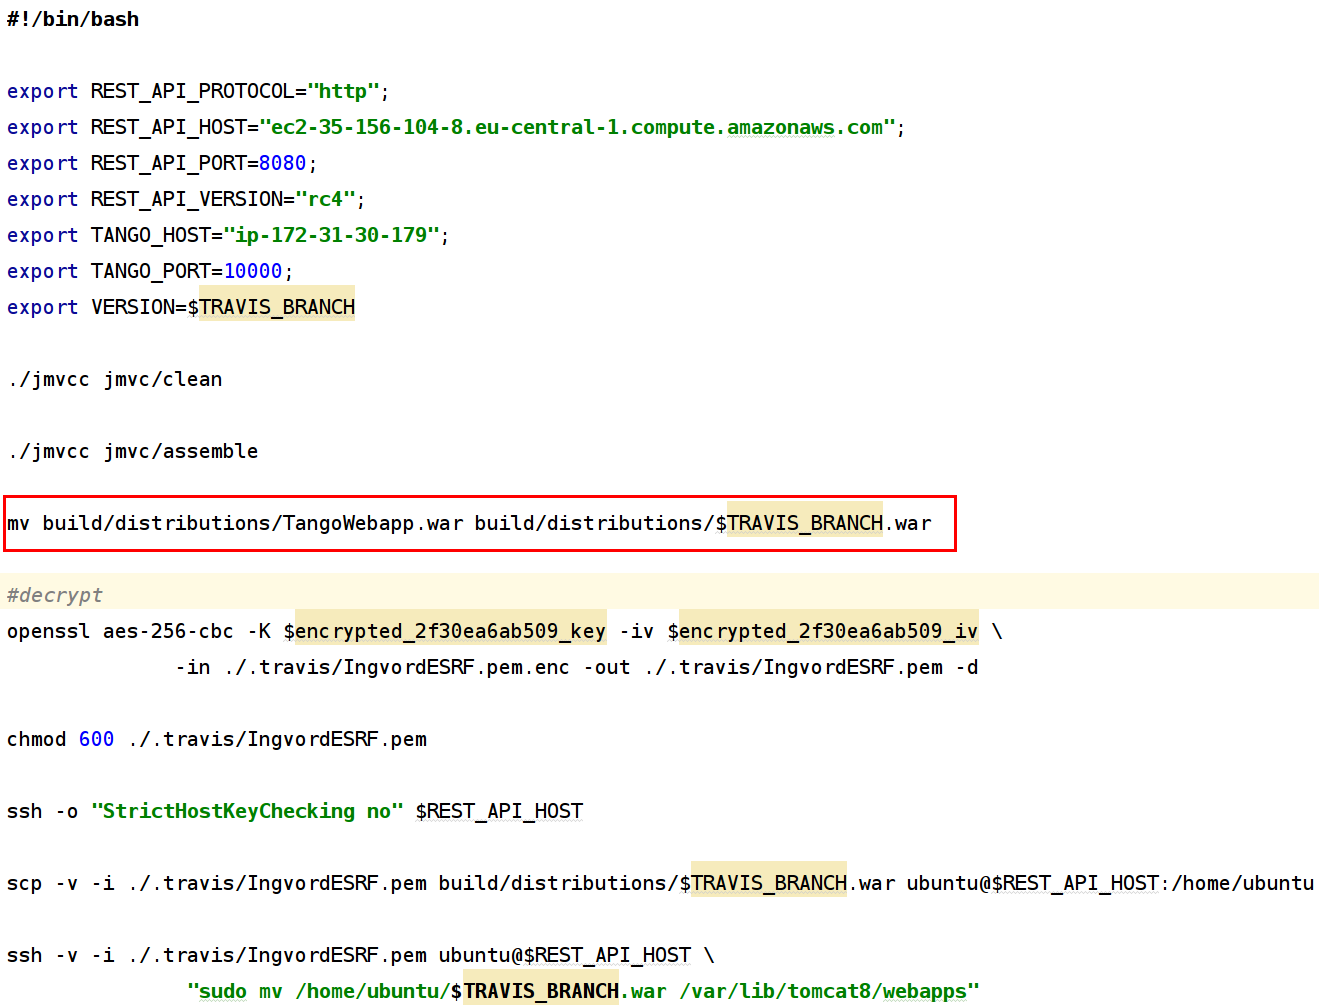 #!/bin/bash
export REST_API_PROTOCOL="http";
export REST_API_HOST="ec2-35-156-104-8.eu-central-1.compute.amazonaws.com";
export REST_API_PORT=8080;
export REST_API_VERSION="rc4";
export TANGO_HOST="ip-172-31-30-179";
export TANGO_PORT=10000;
export VERSION=$TRAVIS_BRANCH
./jmvcc jmvc/clean
./jmvcc jmvc/assemble
mv build/distributions/TangoWebapp.war build/distributions/$TRAVIS_BRANCH.war
#decrypt
openssl aes-256-cbc -K $encrypted_2f30ea6ab509_key -iv $encrypted_2f30ea6ab509_iv \
-in ./.travis/IngvordESRF.pem.enc -out ./.travis/IngvordESRF.pem -d
chmod 600 ./.travis/IngvordESRF.pem
ssh -o "StrictHostKeyChecking no" $REST_API_HOST
scp -v -i ./.travis/IngvordESRF.pem build/distributions/$TRAVIS_BRANCH.war ubuntu@$REST_API_HOST:/home/ubuntu
ssh -v -i ./.travis/IngvordESRF.pem ubuntu@$REST_API_HOST \
"sudo mv /home/ubuntu/$TRAVIS_BRANCH.war /var/lib/tomcat8/webapps"